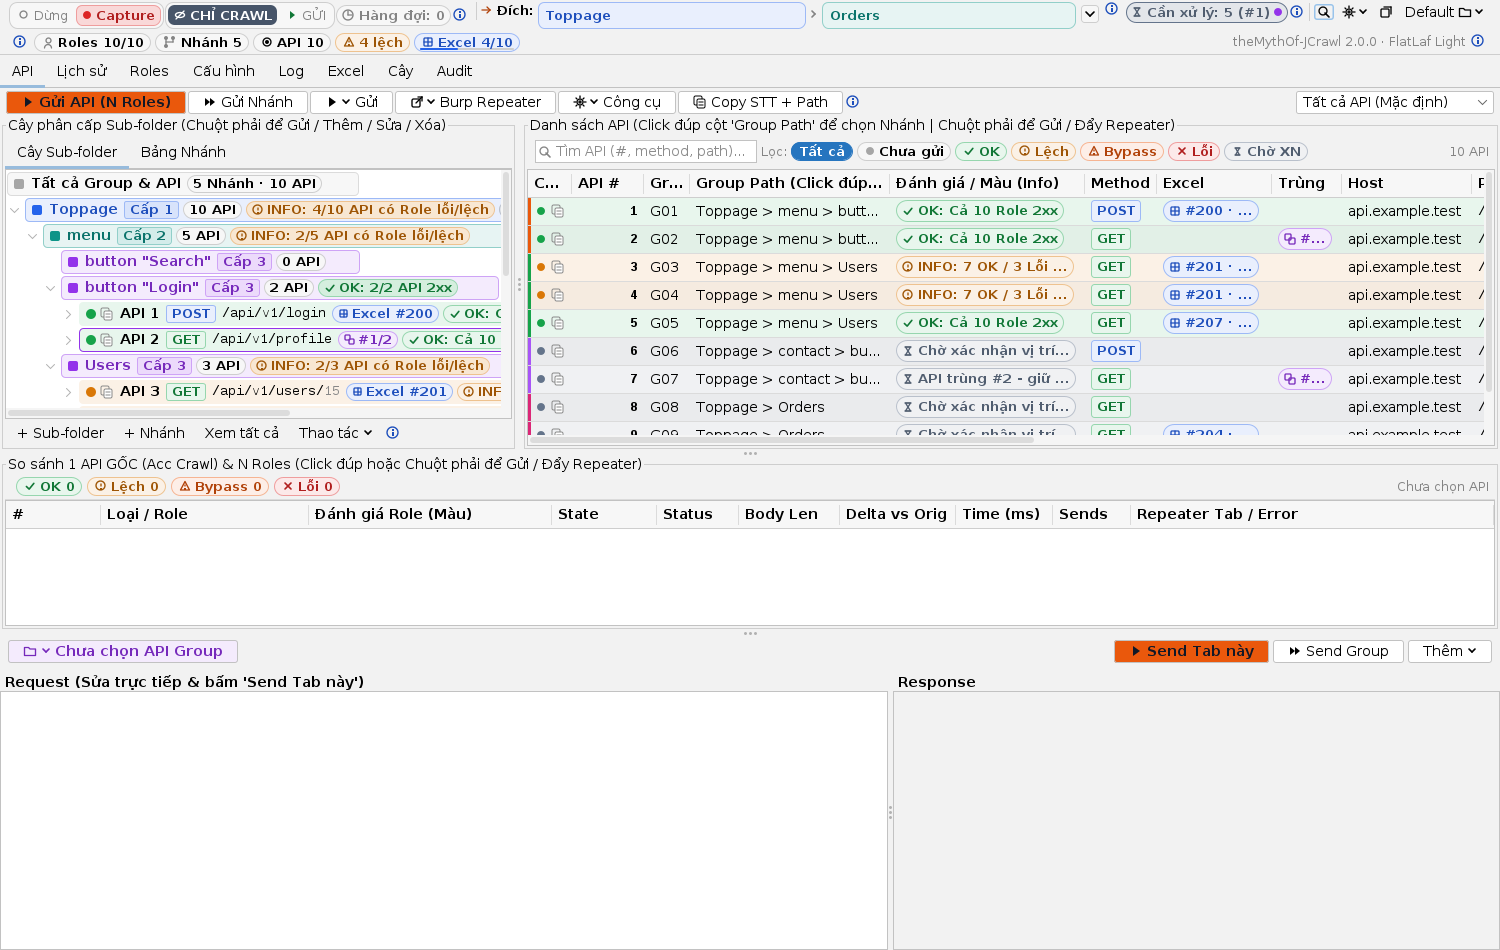 Dừng Capture CHỈ CRAWL GỬI Hàng đợi: 0 Đích: Toppage Orders Cần xử lý: 5 (#1) Default
Roles 10/10 Nhánh 5 API 10 4 lệch Excel 4/10 theMythOf-JCrawl 2.0.0 · FlatLaf Light
API Lịch sử Roles Cấu hình Log Excel Cây Audit
Gửi API (N Roles) Gửi Nhánh Gửi Burp Repeater Công cụ Copy STT + Path Tất cả API (Mặc định)
Cây phân cấp Sub-folder (Chuột phải để Gửi / Thêm / Sửa / Xóa)
Cây Sub-folder Bảng Nhánh
Tất cả Group & API 5 Nhánh · 10 API
Toppage Cấp 1 10 API INFO: 4/10 API có Role lỗi/lệch
menu Cấp 2 5 API INFO: 2/5 API có Role lỗi/lệch
button "Search" Cấp 3 0 API
button "Login" Cấp 3 2 API OK: 2/2 API 2xx
API 1 POST /api/v1/login Excel #200 OK:
API 2 GET /api/v1/profile #1/2 OK: Cả 10
Users Cấp 3 3 API INFO: 2/3 API có Role lỗi/lệch
API 3 GET /api/v1/users/15 Excel #201 INF
+ Sub-folder + Nhánh Xem tất cả Thao tác
Danh sách API (Click đúp cột 'Group Path' để chọn Nhánh | Chuột phải để Gửi / Đẩy Repeater)
Tìm API (#, method, path)... Lọc: Tất cả Chưa gửi OK Lệch Bypass Lỗi Chờ XN 10 API
C... API # Gr... Group Path (Click đúp... Đánh giá / Màu (Info) Method Excel Trùng Host
1 G01 Toppage > menu > butt... OK: Cả 10 Role 2xx POST #200 · ... api.example.test /
2 G02 Toppage > menu > butt... OK: Cả 10 Role 2xx GET #... api.example.test /
3 G03 Toppage > menu > Users INFO: 7 OK / 3 Lỗi ... GET #201 · ... api.example.test /
4 G04 Toppage > menu > Users INFO: 7 OK / 3 Lỗi ... GET #201 · ... api.example.test /
5 G05 Toppage > menu > Users OK: Cả 10 Role 2xx GET #207 · ... api.example.test /
6 G06 Toppage > contact > bu... Chờ xác nhận vị trí... POST api.example.test /
7 G07 Toppage > contact > bu... API trùng #2 - giữ ... GET #... api.example.test /
8 G08 Toppage > Orders Chờ xác nhận vị trí... GET api.example.test /
9 G09 Toppage > Orders Chờ xác nhận vị trí... GET #204 · ... api.example.test /
So sánh 1 API GỐC (Acc Crawl) & N Roles (Click đúp hoặc Chuột phải để Gửi / Đẩy Repeater)
OK 0 Lệch 0 Bypass 0 Lỗi 0 Chưa chọn API
# Loại / Role Đánh giá Role (Màu) State Status Body Len Delta vs Orig Time (ms) Sends Repeater Tab / Error
Chưa chọn API Group Send Tab này Send Group Thêm
Request (Sửa trực tiếp & bấm 'Send Tab này') Response